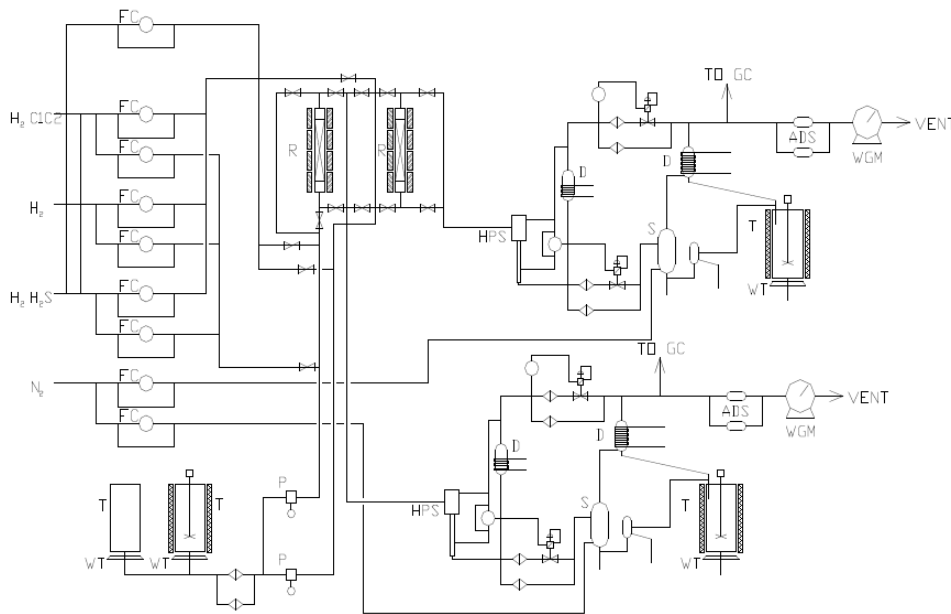 FC
TO GC
H₂ C1C2
FC
VENT
ADS
WGM
FC
R
R
D
D
H₂
FC
T
S
HPS
FC
WT
H₂ H₂S
FC
FC
TO GC
N₂
FC
VENT
ADS
FC
WGM
D
D
T
T
P
T
HPS
S
WT
WT
P
WT